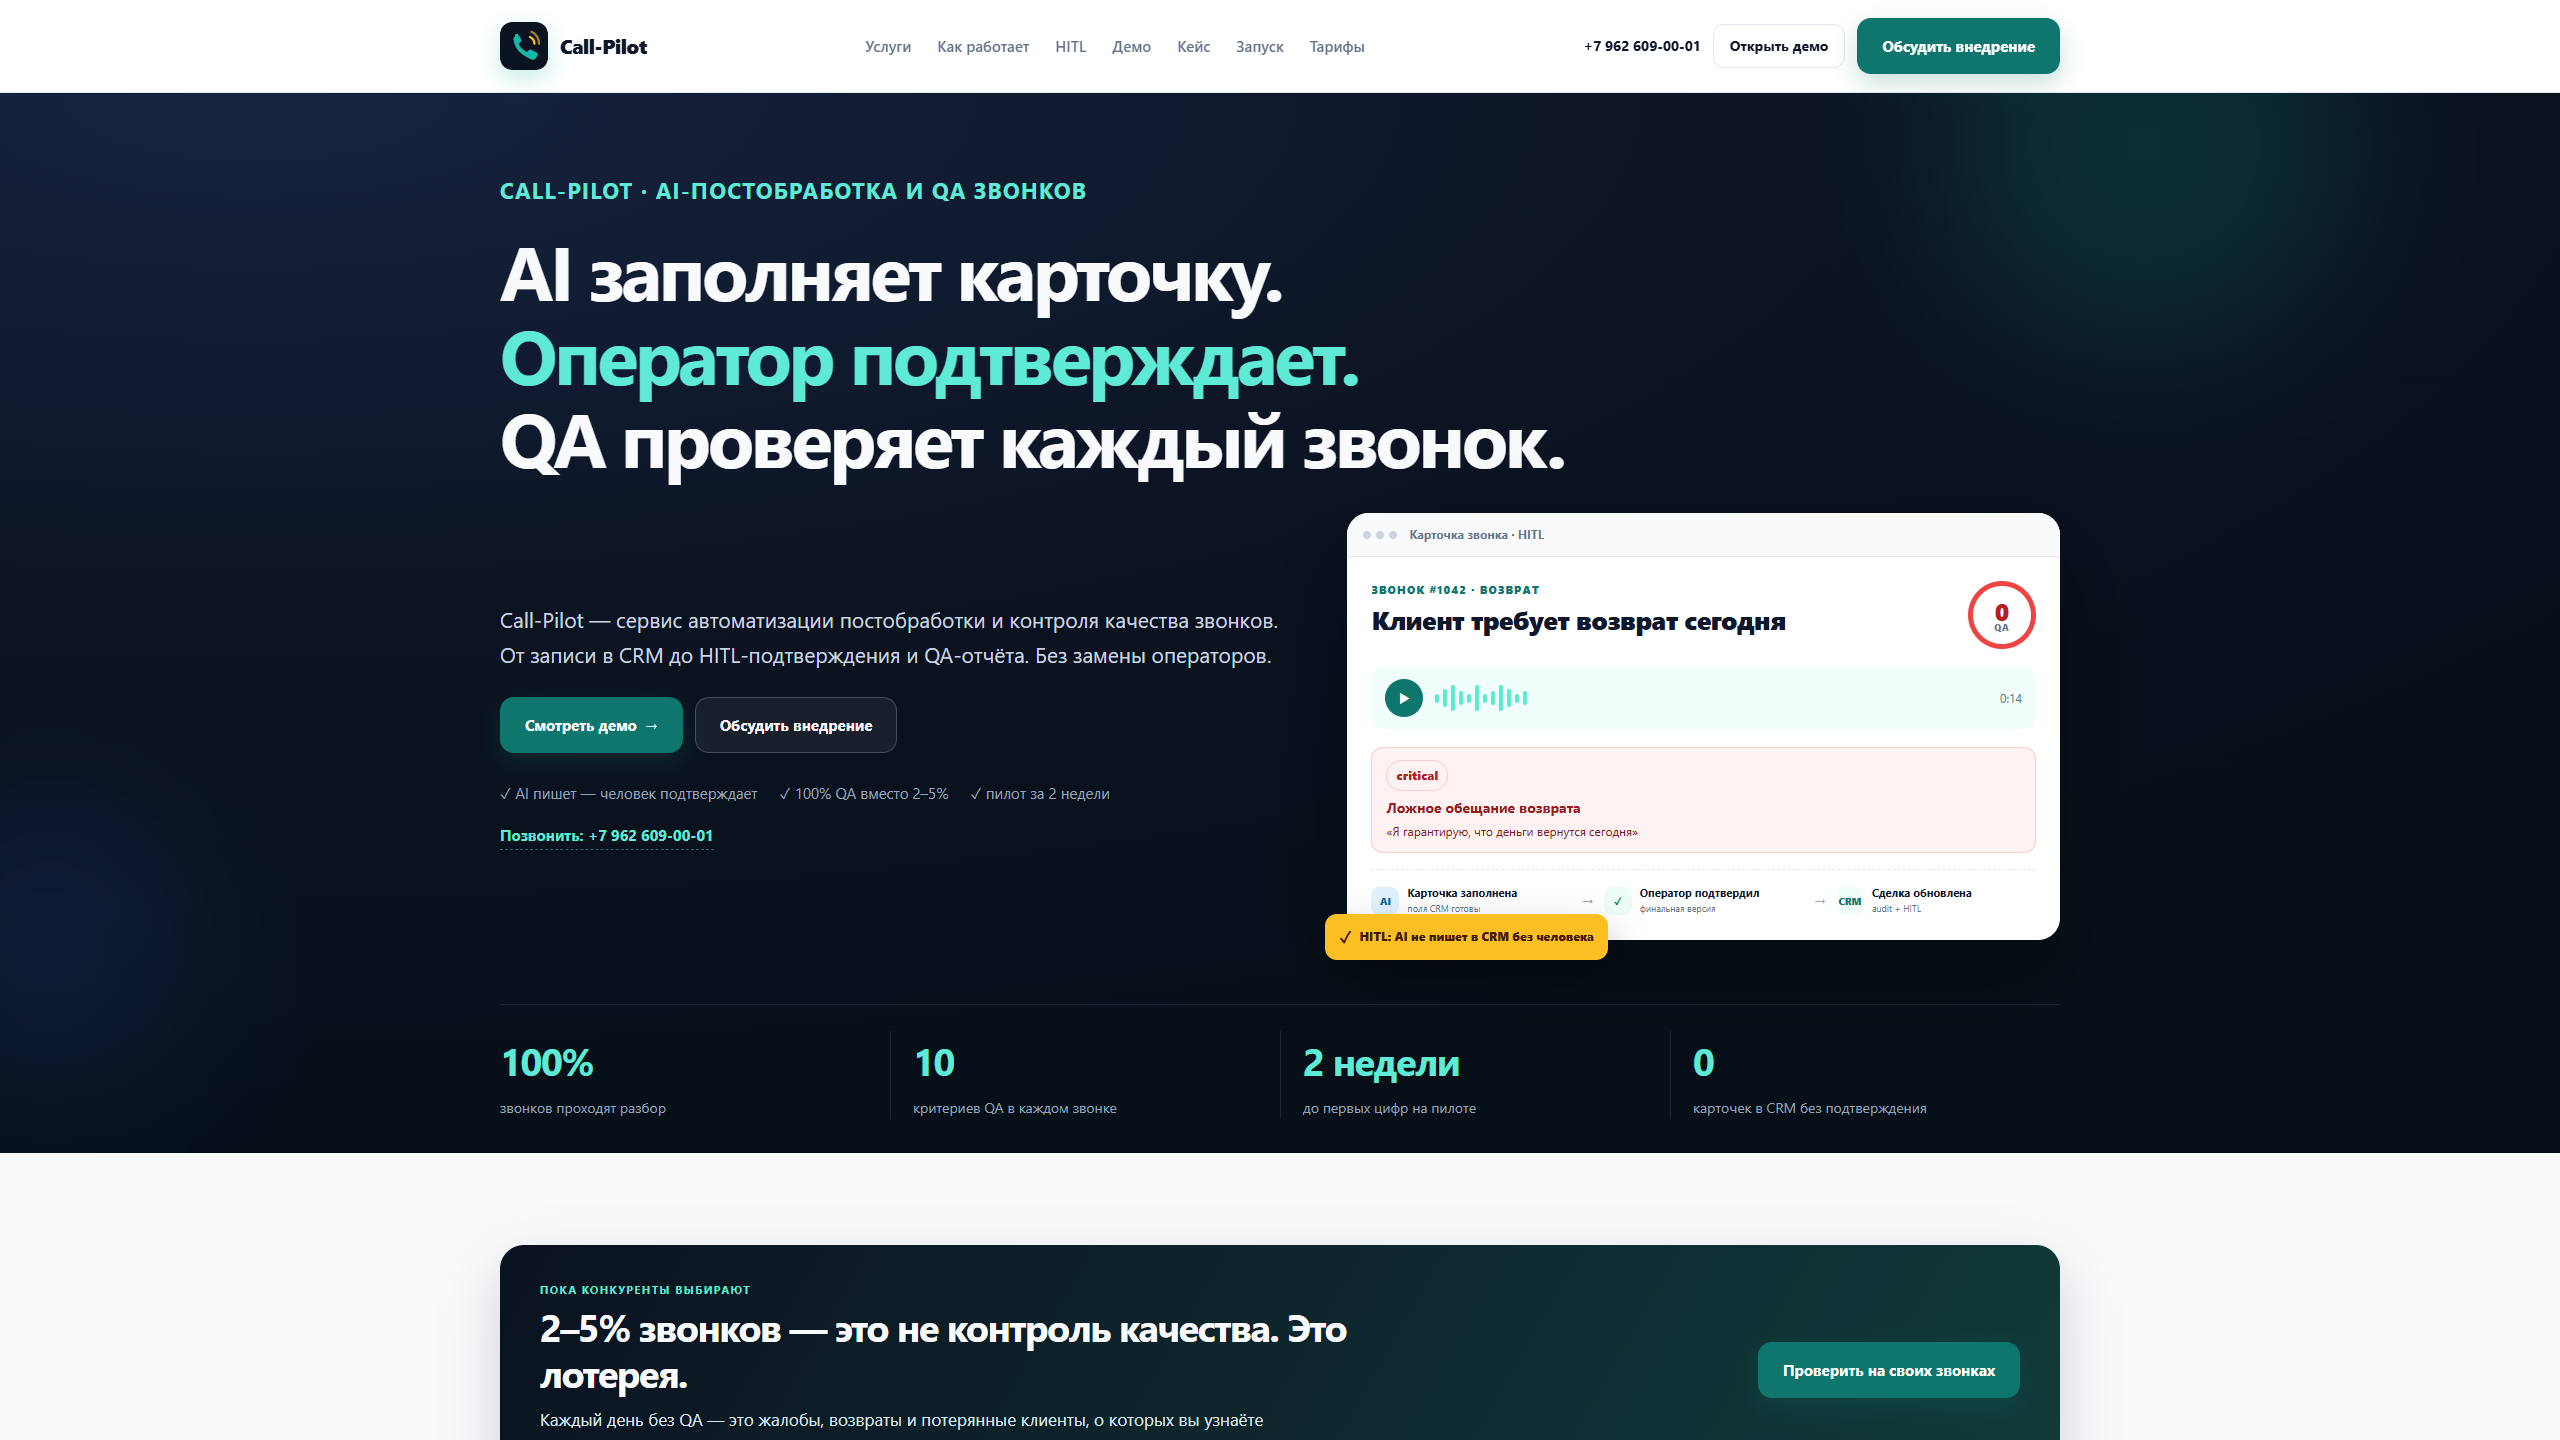 Call-Pilot
Услуги
Как работает
HITL
Демо
Кейс
Запуск
Тарифы
+7 962 609-00-01
Открыть демо
Обсудить внедрение
CALL-PILOT · AI-ПОСТОБРАБОТКА И QA ЗВОНКОВ
AI заполняет карточку.
Оператор подтверждает.
QA проверяет каждый звонок.
Call-Pilot — сервис автоматизации постобработки и контроля качества звонков.
От записи в CRM до HITL-подтверждения и QA-отчёта. Без замены операторов.
Смотреть демо →
Обсудить внедрение
✓ AI пишет — человек подтверждает
✓ 100% QA вместо 2–5%
✓ пилот за 2 недели
Позвонить: +7 962 609-00-01
Карточка звонка · HITL
ЗВОНОК #1042 · ВОЗВРАТ
Клиент требует возврат сегодня
0
QA
0:14
critical
Ложное обещание возврата
«Я гарантирую, что деньги вернутся сегодня»
AI
Карточка заполнена
поля CRM готовы
→
✓
Оператор подтвердил
финальная версия
→
CRM
Сделка обновлена
audit + HITL
✓ HITL: AI не пишет в CRM без человека
100%
звонков проходят разбор
10
критериев QA в каждом звонке
2 недели
до первых цифр на пилоте
0
карточек в CRM без подтверждения
ПОКА КОНКУРЕНТЫ ВЫБИРАЮТ
2–5% звонков — это не контроль качества. Это
лотерея.
Каждый день без QA — это жалобы, возвраты и потерянные клиенты, о которых вы узнаёте
Проверить на своих звонках